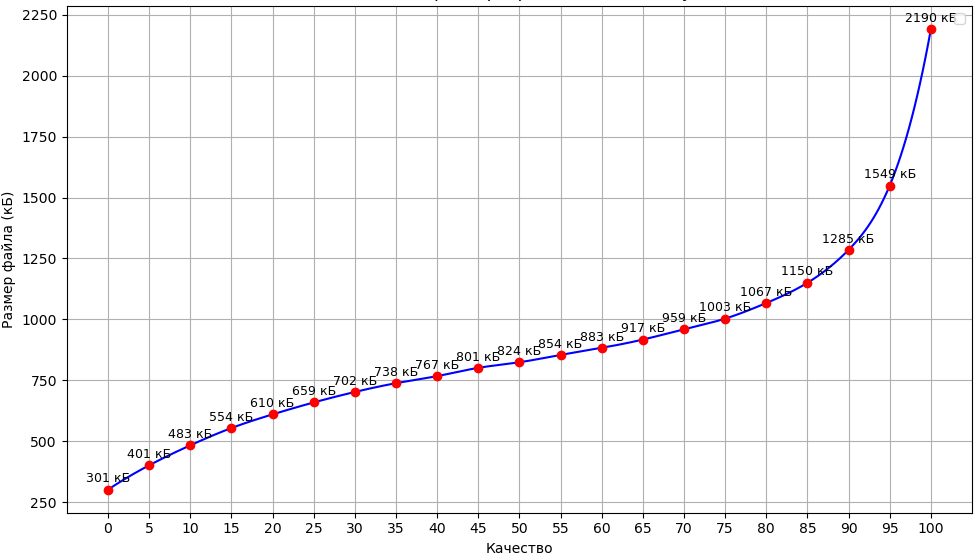 2250
2000
1750
1500
1250
1000
750
500
250
Размер файла (кБ)
301 кБ
401 кБ
483 кБ
554 кБ
610 кБ
659 кБ
702 кБ
738 кБ
767 кБ
801 кБ
824 кБ
854 кБ
883 кБ
917 кБ
959 кБ
1003 кБ
1067 кБ
1150 кБ
1285 кБ
1549 кБ
2190 кБ
0 5 10 15 20 25 30 35 40 45 50 55 60 65 70 75 80 85 90 95 100
Качество